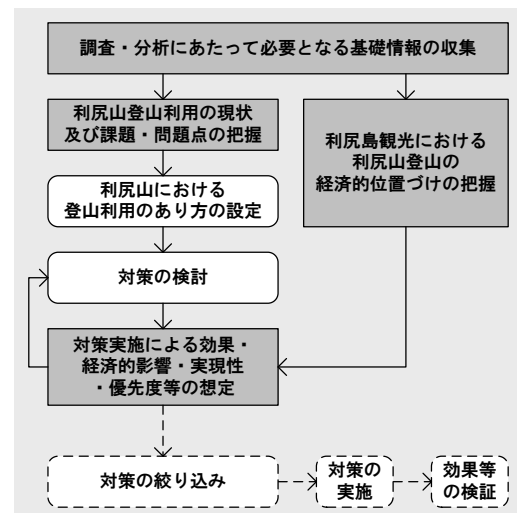 調査・分析にあたって必要となる基礎情報の収集
利尻山登山利用の現状
及び課題・問題点の把握
利尻島観光における
利尻山登山の
経済的位置づけの把握
利尻山における
登山利用のあり方の設定
対策の検討
対策実施による効果・
経済的影響・実現性
・優先度等の想定
対策の絞り込み
対策の
実施
効果等
の検証